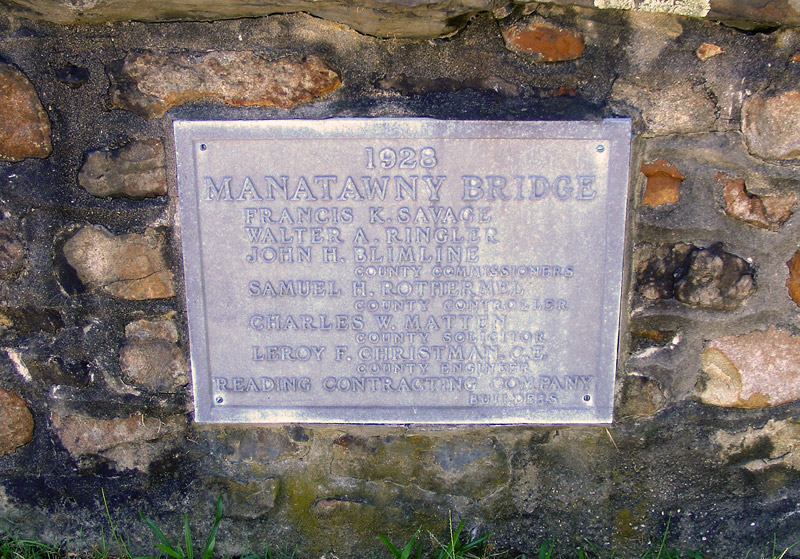 1928
MANATAWNY BRIDGE
FRANCIS K. SAVAGE
WALTER A. RINGLER
JOHN H. BLIMLINE
COUNTY COMMISSIONERS
SAMUEL H. ROTHERMEL
COUNTY CONTROLLER
CHARLES W. MATTEN
COUNTY SOLICITOR
LEROY F. CHRISTMAN, C.E.
COUNTY ENGINEER
READING CONTRACTING COMPANY
BUILDERS